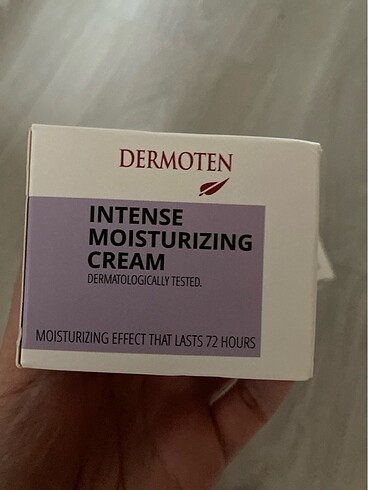 DERMOTEN
INTENSE
MOISTURIZING
CREAM
DERMATOLOGICALLY TESTED.
MOISTURIZING EFFECT THAT LASTS 72 HOURS